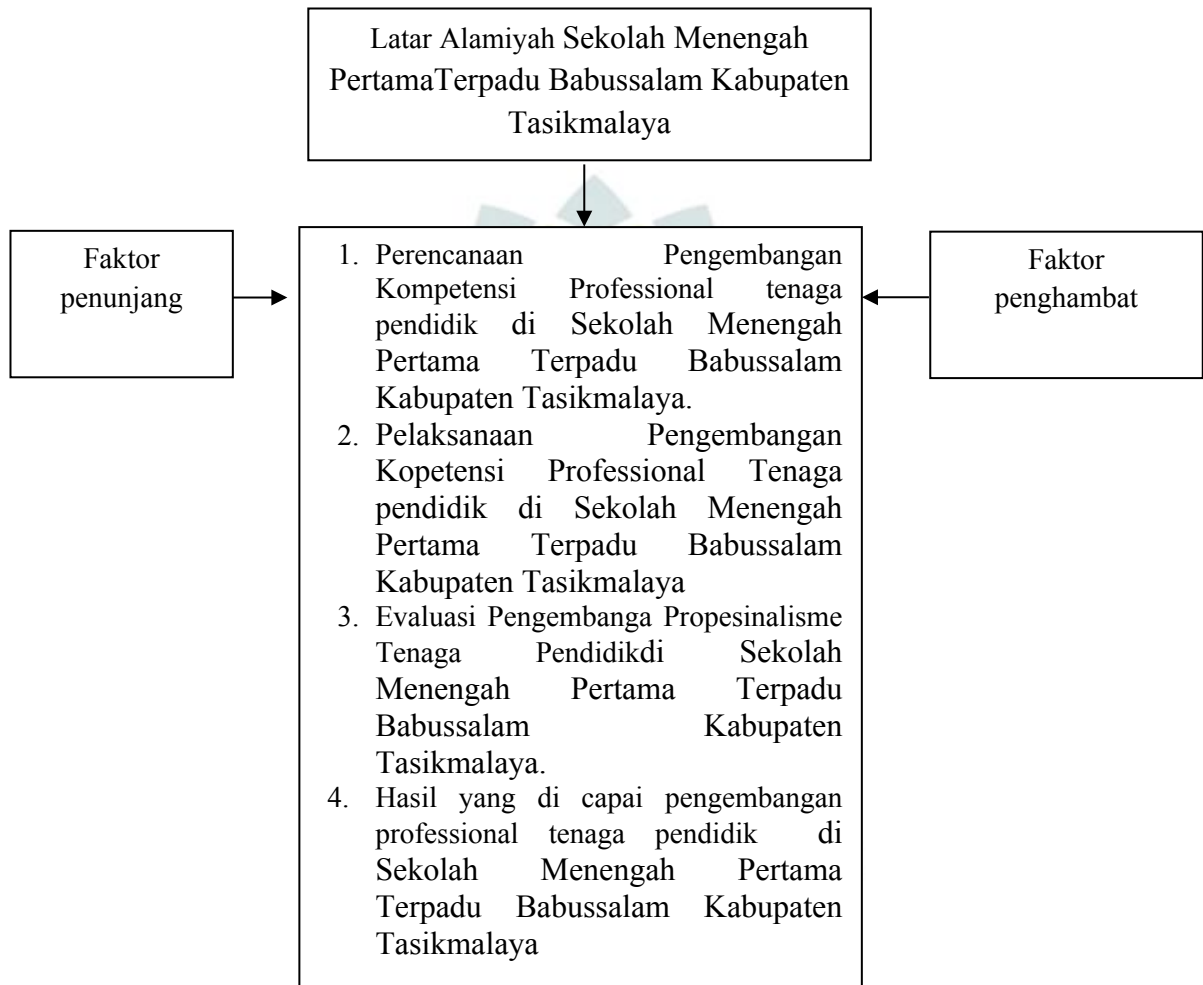 Latar Alamiyah Sekolah Menengah
PertamaTerpadu Babussalam Kabupaten
Tasikmalaya
Faktor
penunjang
1. Perencanaan Pengembangan
Kompetensi Professional tenaga
pendidik di Sekolah Menengah
Pertama Terpadu Babussalam
Kabupaten Tasikmalaya.
2. Pelaksanaan Pengembangan
Kopetensi Professional Tenaga
pendidik di Sekolah Menengah
Pertama Terpadu Babussalam
Kabupaten Tasikmalaya
3. Evaluasi Pengembanga Propesinalisme
Tenaga Pendidikdi Sekolah
Menengah Pertama Terpadu
Babussalam Kabupaten
Tasikmalaya.
4. Hasil yang di capai pengembangan
professional tenaga pendidik di
Sekolah Menengah Pertama
Terpadu Babussalam Kabupaten
Tasikmalaya
Faktor
penghambat